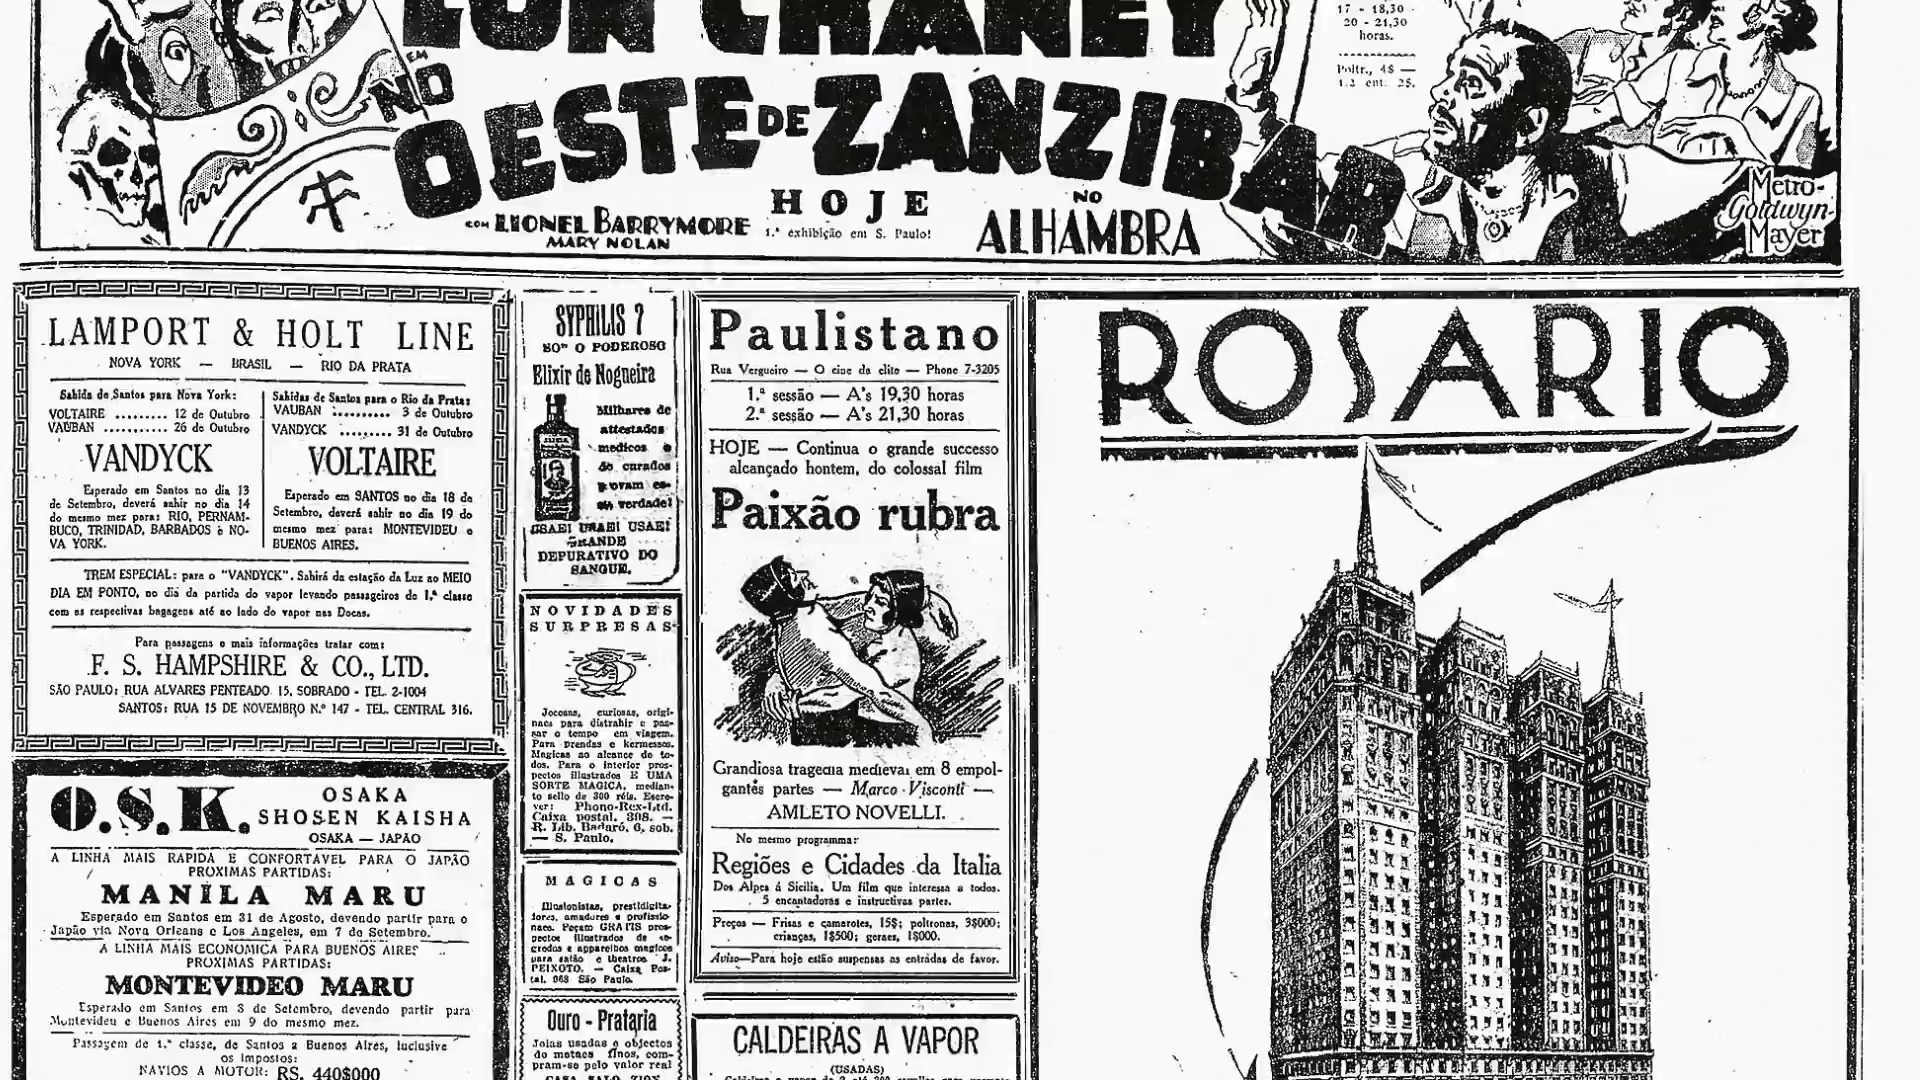 LON CHANEY
EM
NO
OESTE DE ZANZIBAR
COM LIONEL BARRYMORE
MARY NOLAN
HOJE
1.ª exhibição em S. Paulo!
NO
ALHAMBRA
17 - 18,30 -
20 - 21,30
horas.
Poltr., 4$ —
1.2 ent. 2$.
Metro-
Goldwyn-
Mayer
LAMPORT & HOLT LINE
NOVA YORK — BRASIL — RIO DA PRATA
Sahida de Santos para Nova York:
VOLTAIRE .......... 12 de Outubro
VAUBAN .......... 26 de Outubro
VANDYCK
Esperado em Santos no dia 13
de Setembro, deverá sahir no dia 14
do mesmo mez para: RIO, PERNAM-
BUCO, TRINIDAD, BARBADOS e NO-
VA YORK.
Sahidas de Santos para o Rio da Prata:
VAUBAN .......... 3 de Outubro
VANDYCK ........ 31 de Outubro
VOLTAIRE
Esperado em SANTOS no dia 18 de
Setembro, deverá sahir no dia 19 do
mesmo mez para: MONTEVIDEU e
BUENOS AIRES.
TREM ESPECIAL: para o "VANDYCK". Sahirá da estação da Luz ao MEIO
DIA EM PONTO, no dia da partida do vapor levando passageiros de 1.ª classe
com as respectivas bagagens até ao lado do vapor nas Docas.
Para passagens e mais informações tratar com:
F. S. HAMPSHIRE & CO., LTD.
SÃO PAULO: RUA ALVARES PENTEADO 15, SOBRADO - TEL. 2-1004
SANTOS: RUA 15 DE NOVEMBRO N.º 147 - TEL. CENTRAL 316.
O.S.K.
OSAKA
SHOSEN KAISHA
OSAKA — JAPÃO
A LINHA MAIS RAPIDA E CONFORTAVEL PARA O JAPÃO
PROXIMAS PARTIDAS:
MANILA MARU
Esperado em Santos em 31 de Agosto, devendo partir para o
Japão via Nova Orleans e Los Angeles, em 7 de Setembro.
A LINHA MAIS ECONOMICA PARA BUENOS AIRES
PROXIMAS PARTIDAS:
MONTEVIDEO MARU
Esperado em Santos em 3 de Setembro, devendo partir para
Montevideu e Buenos Aires em 9 do mesmo mez.
Passagem de 1.ª classe, de Santos a Buenos Aires, inclusive
os impostos:
NAVIOS A MOTOR: RS. 440$000
SYPHILIS ?
SO' O PODEROSO
Elixir de Nogueira
Milhares de
attestados
medicos e
de curados
provam es-
sa verdade!
USAE! USAE! USAE!
GRANDE
DEPURATIVO DO
SANGUE.
NOVIDADES
SURPRESAS
Jocosas, curiosas, origi-
naes para distrahir e pas-
sar o tempo em viagem.
Para prendas e kermesses.
Magicas ao alcance de to-
dos. Para o interior pros-
pectos illustrados E UMA
SORTE MAGICA, median-
te sello de 300 réis. Escre-
ver: Phono-Rex-Ltd.
Caixa postal, 398. —
R. Lib. Badaró, 6, sob.
— S. Paulo.
MAGICAS
Illusionistas, prestidigita-
dores, amadores e profissio-
naes. Peçam GRATIS pros-
pectos illustrados de se-
gredos e apparelhos magicos
para salão e theatros J.
PEIXOTO. — Caixa Pos-
tal, 968 São Paulo.
Ouro - Prataria
Joias usadas e objectos
de metaes finos, com-
pram-se pelo valor real
Paulistano
Rua Vergueiro — O cine da elite — Phone 7-3205
1.ª sessão — A's 19,30 horas
2.ª sessão — A's 21,30 horas
HOJE — Continua o grande successo
alcançado hontem, do colossal film
Paixão rubra
Grandiosa tragedia medieval em 8 empol-
gantes partes — Marco Visconti —
AMLETO NOVELLI.
No mesmo programma:
Regiões e Cidades da Italia
Dos Alpes á Sicilia. Um film que interessa a todos.
5 encantadoras e instructivas partes.
Preços — Frisas e camarotes, 15$; poltronas, 3$000;
crianças, 1$500; geraes, 1$000.
Aviso—Para hoje estão suspensas as entradas de favor.
CALDEIRAS A VAPOR
(USADAS)
ROSARIO